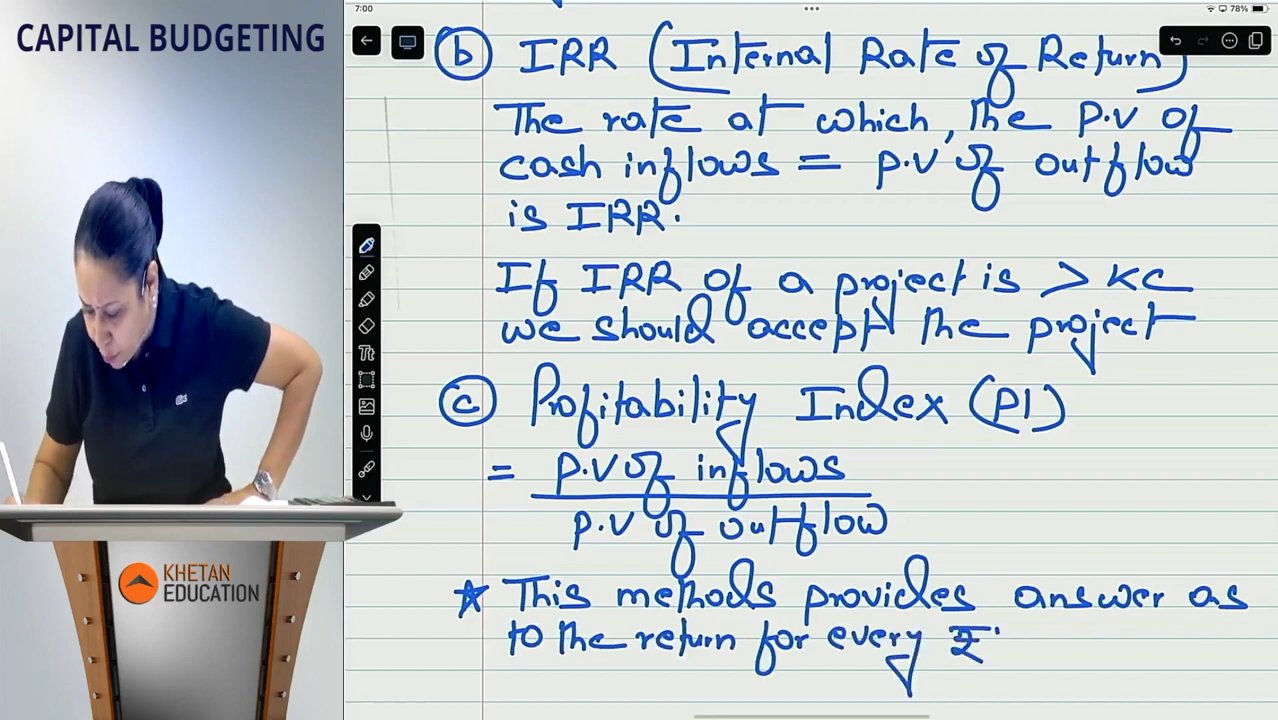 CAPITAL BUDGETING
7:00
78%
(b) IRR (Internal Rate of Return)
The rate at which, the P.V of
cash inflows = P.V of outflow
is IRR.
If IRR of a project is > KC
we should accept the project
(c) Profitability Index (PI)
= P.V of inflows
P.V of outflow
Tt
★ This methods provides answer as
to the return for every ₹
KHETAN
EDUCATION